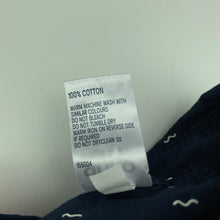 100% COTTON
WARM MACHINE WASH WITH
SIMILAR COLOURS
DO NOT BLEACH
DO NOT TUMBLE DRY
WARM IRON ON REVERSE SIDE
IF REQUIRED
DO NOT DRYCLEAN